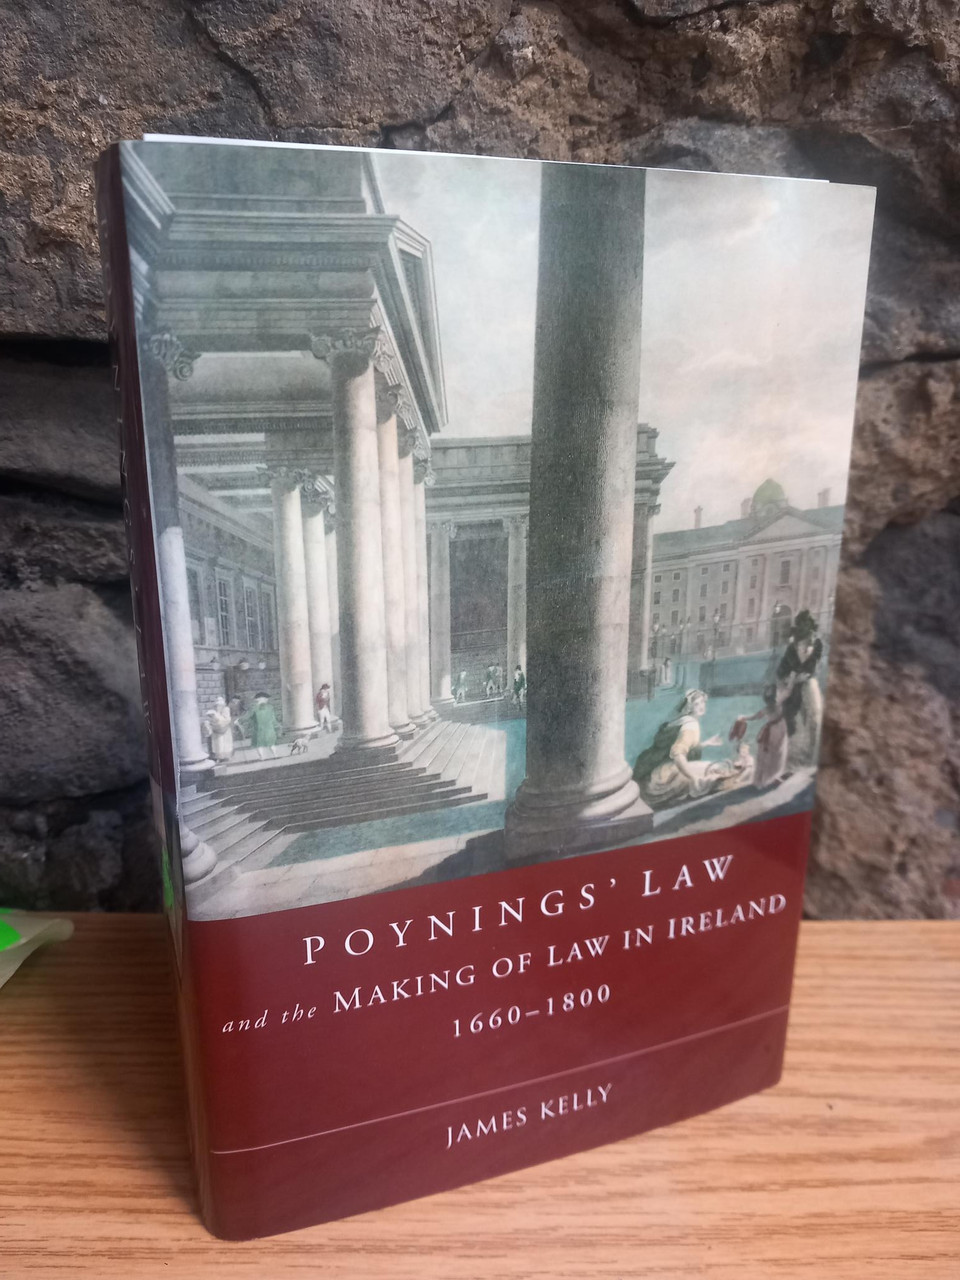 POYNINGS' LAW
and the MAKING OF LAW IN IRELAND
1660–1800
JAMES KELLY